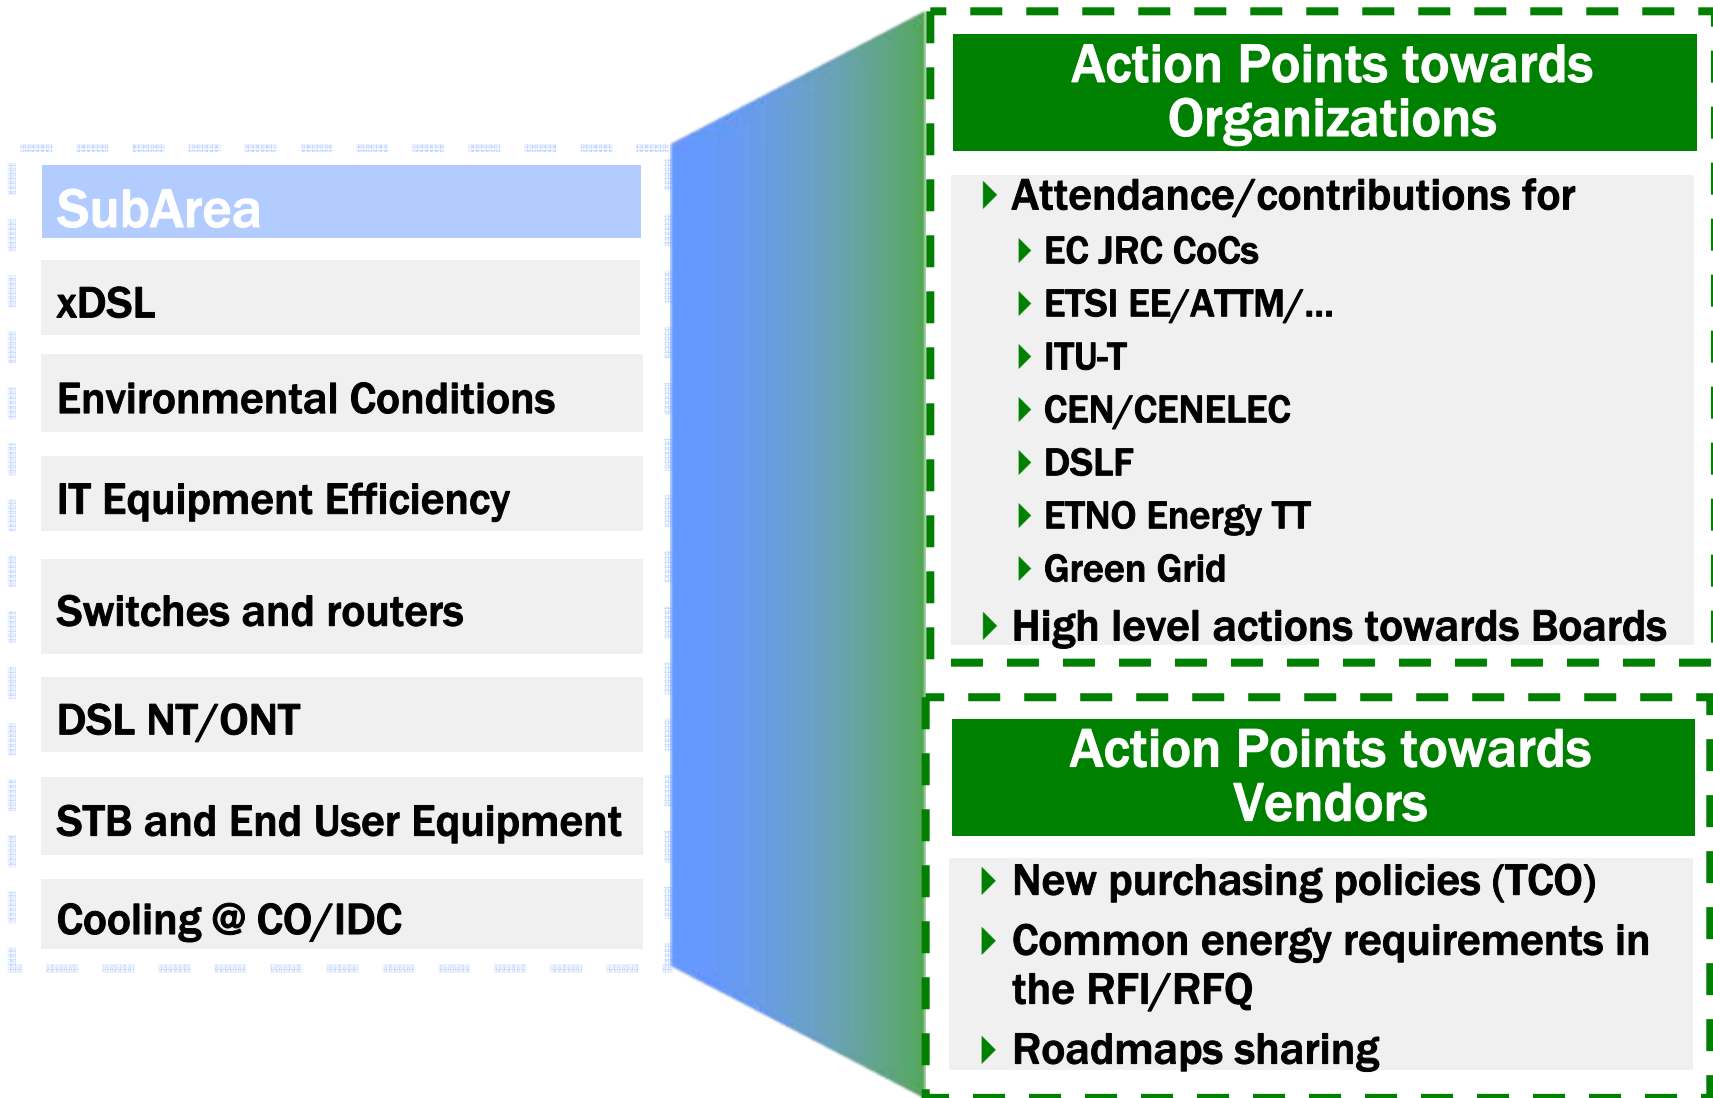 SubArea
xDSL
Environmental Conditions
IT Equipment Efficiency
Switches and routers
DSL NT/ONT
STB and End User Equipment
Cooling @ CO/IDC
Action Points towards
Organizations
Attendance/contributions for
EC JRC CoCs
ETSI EE/ATTM/...
ITU-T
CEN/CENELEC
DSLF
ETNO Energy TT
Green Grid
High level actions towards Boards
Action Points towards
Vendors
New purchasing policies (TCO)
Common energy requirements in
the RFI/RFQ
Roadmaps sharing